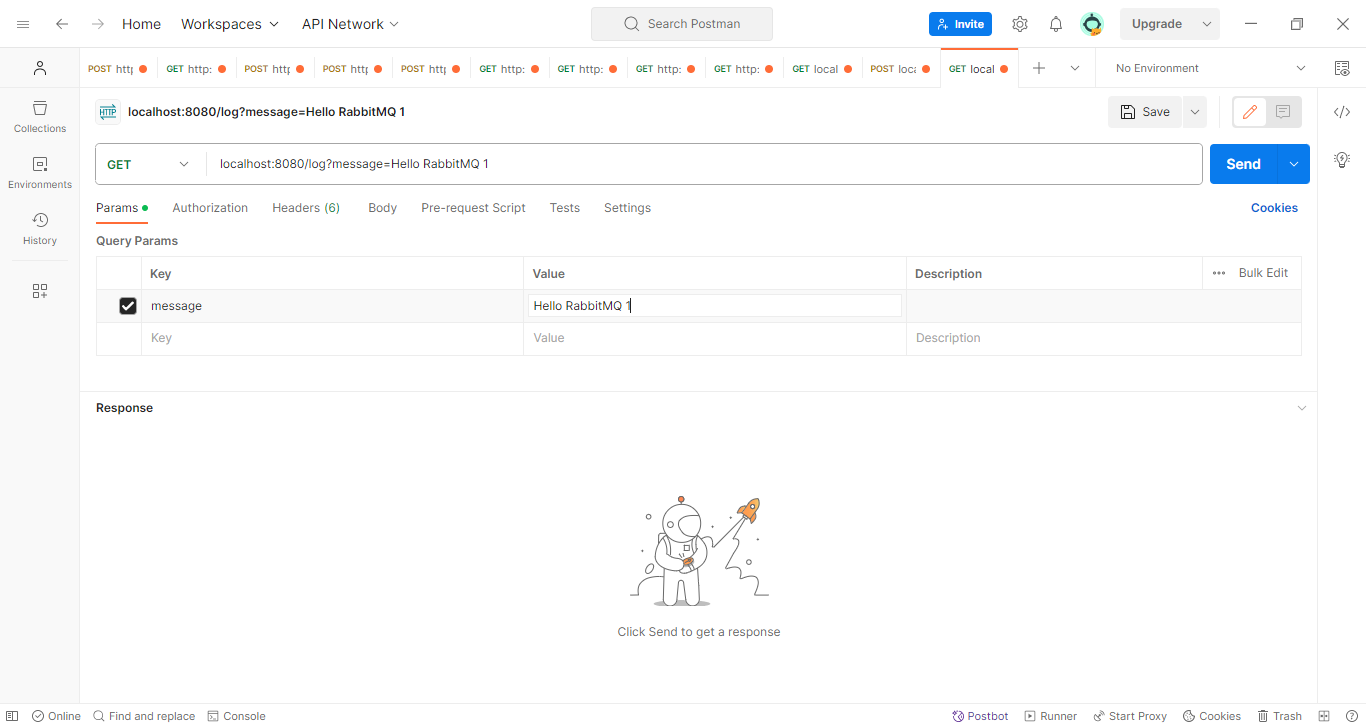 Home Workspaces API Network Search Postman Invite Upgrade
POST http GET http: POST http POST http POST http GET http: GET http: GET http: GET http: GET local POST loca GET local No Environment
HTTP localhost:8080/log?message=Hello RabbitMQ 1 Save
Collections
GET localhost:8080/log?message=Hello RabbitMQ 1 Send
Environments
Params Authorization Headers (6) Body Pre-request Script Tests Settings Cookies
History
Query Params
Key Value Description Bulk Edit
message Hello RabbitMQ 1
Key Value Description
Response
Click Send to get a response
Online Find and replace Console Postbot Runner Start Proxy Cookies Trash